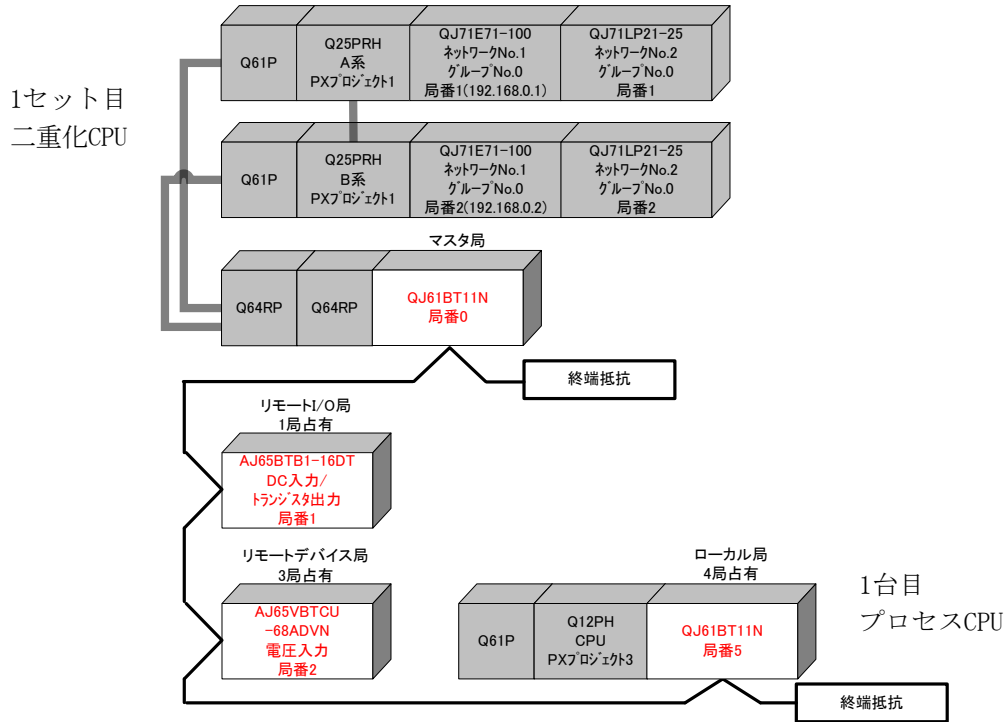 1セット目
二重化CPU
Q61P
Q25PRH
A系
PXプロジェクト1
QJ71E71-100
ネットワークNo.1
グループNo.0
局番1(192.168.0.1)
QJ71LP21-25
ネットワークNo.2
グループNo.0
局番1
Q61P
Q25PRH
B系
PXプロジェクト1
QJ71E71-100
ネットワークNo.1
グループNo.0
局番2(192.168.0.2)
QJ71LP21-25
ネットワークNo.2
グループNo.0
局番2
マスタ局
Q64RP
Q64RP
QJ61BT11N
局番0
終端抵抗
リモートI/O局
1局占有
AJ65BTB1-16DT
DC入力/
トランジスタ出力
局番1
リモートデバイス局
3局占有
AJ65VBTCU
-68ADVN
電圧入力
局番2
ローカル局
4局占有
Q61P
Q12PH
CPU
PXプロジェクト3
QJ61BT11N
局番5
1台目
プロセスCPU
終端抵抗